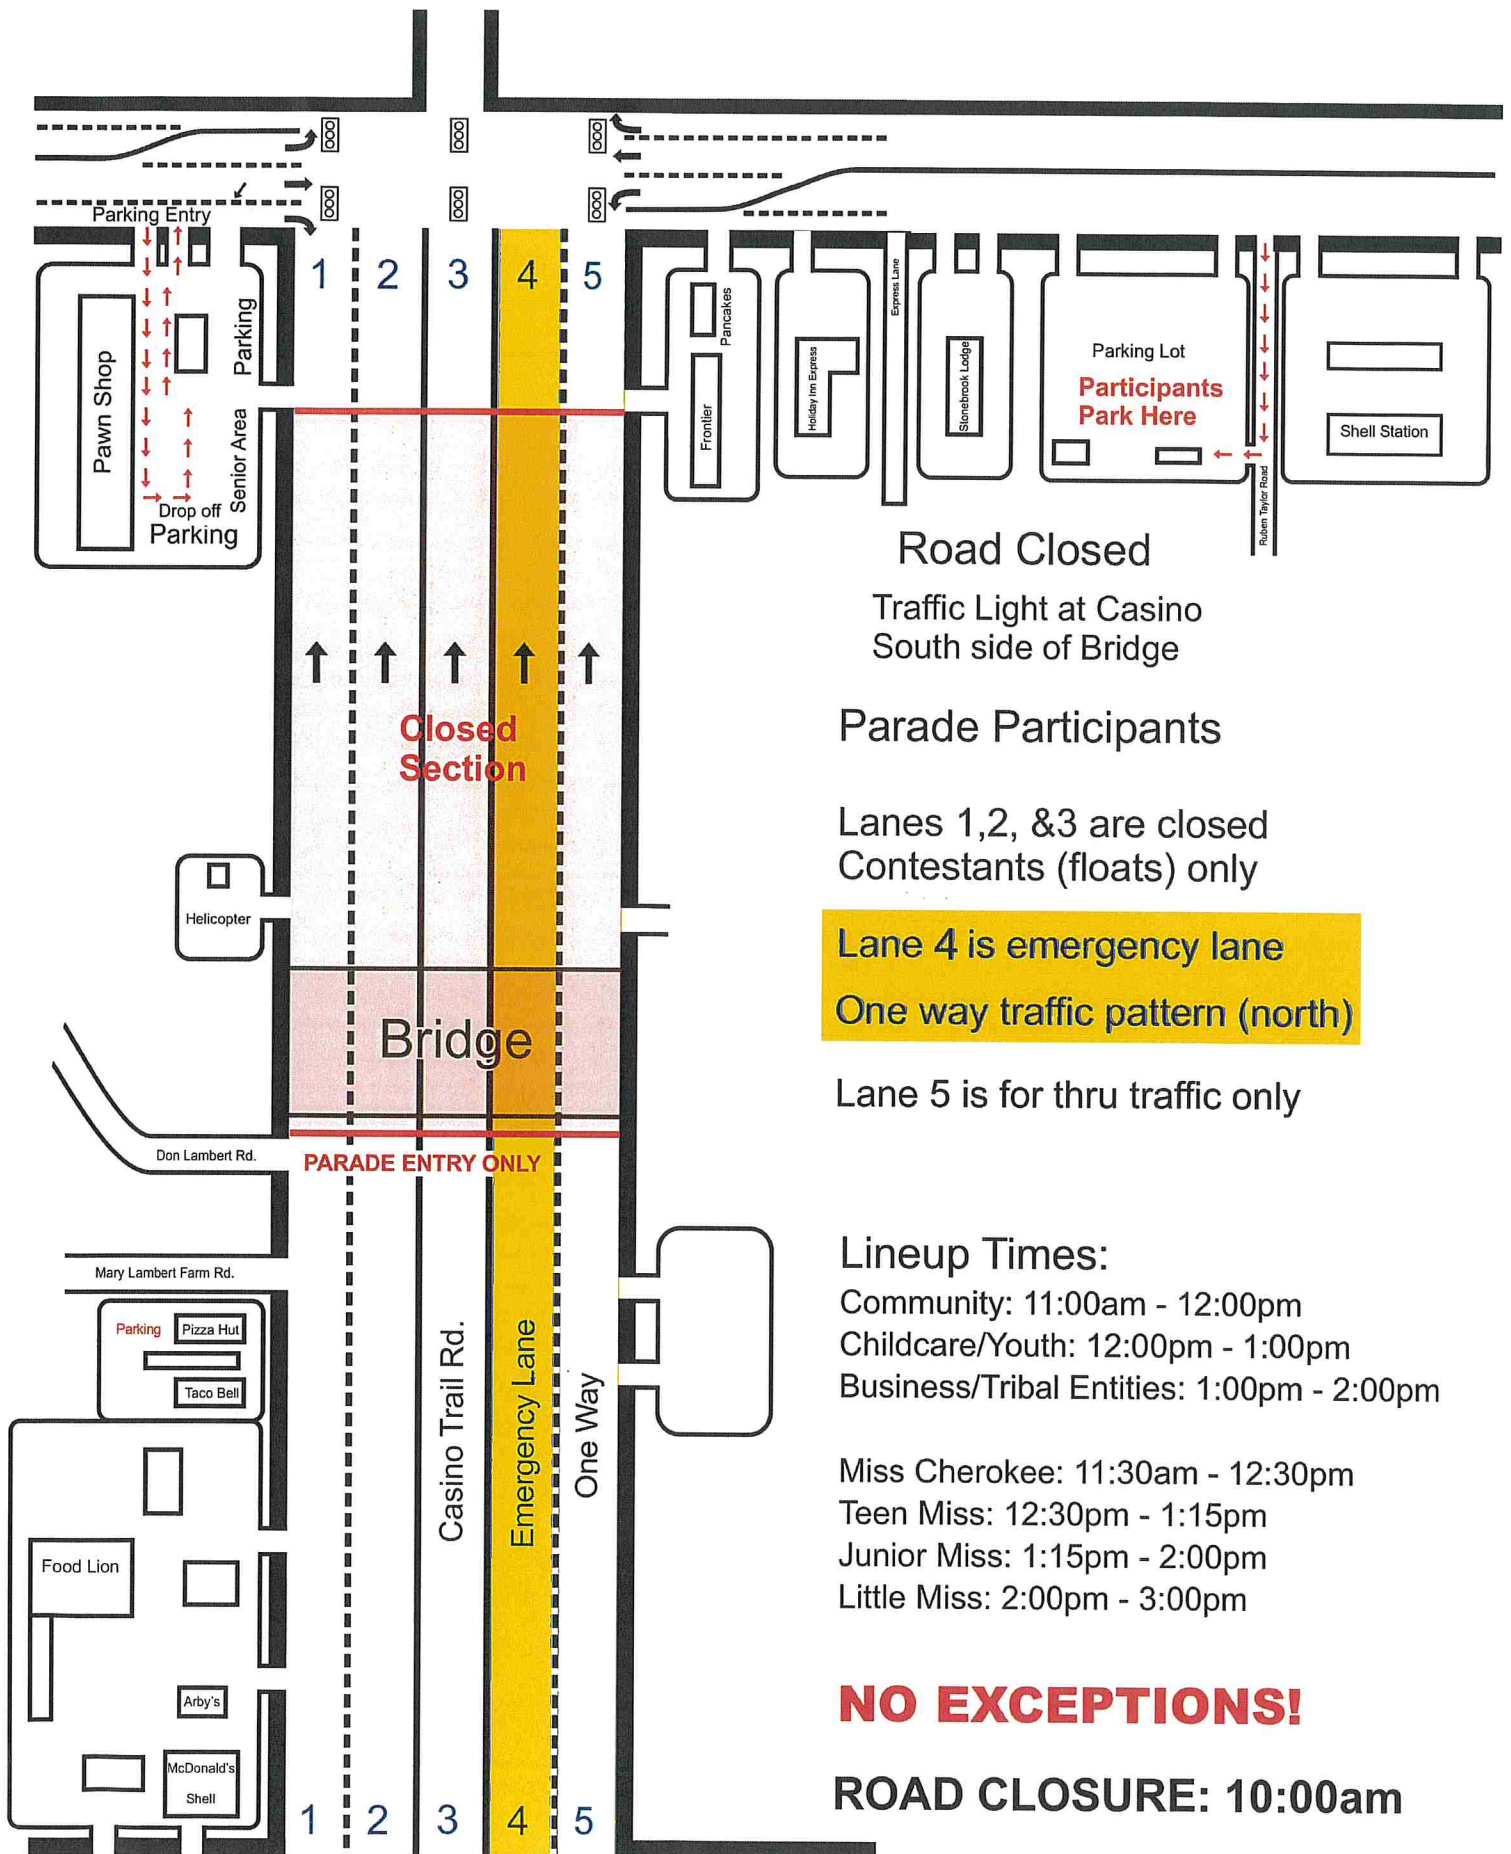 Parking Entry
1 2 3 4 5
Pawn Shop
Parking
Senior Area
Drop off
Parking
Pancakes
Frontier
Holiday Inn Express
Express Lane
Stonebrook Lodge
Parking Lot
Participants
Park Here
Ruben Taylor Road
Shell Station
Road Closed
Traffic Light at Casino
South side of Bridge
Closed
Section
Parade Participants
Lanes 1,2, &3 are closed
Contestants (floats) only
Helicopter
Lane 4 is emergency lane
One way traffic pattern (north)
Bridge
Lane 5 is for thru traffic only
Don Lambert Rd.
PARADE ENTRY ONLY
Mary Lambert Farm Rd.
Parking
Pizza Hut
Taco Bell
Casino Trail Rd.
Emergency Lane
One Way
Lineup Times:
Community: 11:00am - 12:00pm
Childcare/Youth: 12:00pm - 1:00pm
Business/Tribal Entities: 1:00pm - 2:00pm
Miss Cherokee: 11:30am - 12:30pm
Teen Miss: 12:30pm - 1:15pm
Junior Miss: 1:15pm - 2:00pm
Little Miss: 2:00pm - 3:00pm
Food Lion
Arby's
McDonald's
Shell
NO EXCEPTIONS!
ROAD CLOSURE: 10:00am
1 2 3 4 5